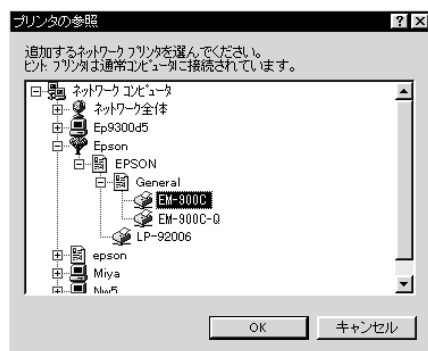 プリンタの参照
追加するネットワーク プリンタを選んでください。
ヒント: プリンタは通常コンピュータに接続されています。
ネットワーク コンピュータ
ネットワーク全体
Ep9300d5
Epson
EPSON
General
EM-900C
EM-900C-Q
LP-92006
epson
Miya
Nw5
OK
キャンセル